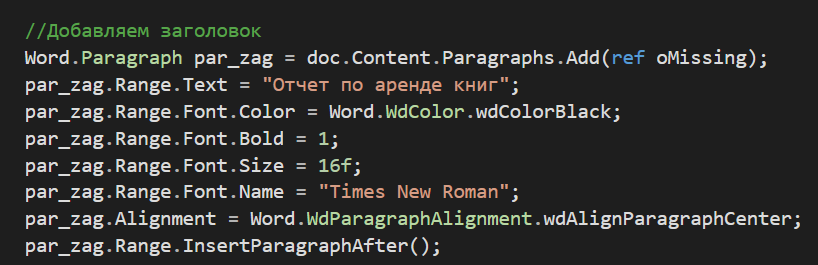 //Добавляем заголовок
Word.Paragraph par_zag = doc.Content.Paragraphs.Add(ref oMissing);
par_zag.Range.Text = "Отчет по аренде книг";
par_zag.Range.Font.Color = Word.WdColor.wdColorBlack;
par_zag.Range.Font.Bold = 1;
par_zag.Range.Font.Size = 16f;
par_zag.Range.Font.Name = "Times New Roman";
par_zag.Alignment = Word.WdParagraphAlignment.wdAlignParagraphCenter;
par_zag.Range.InsertParagraphAfter();